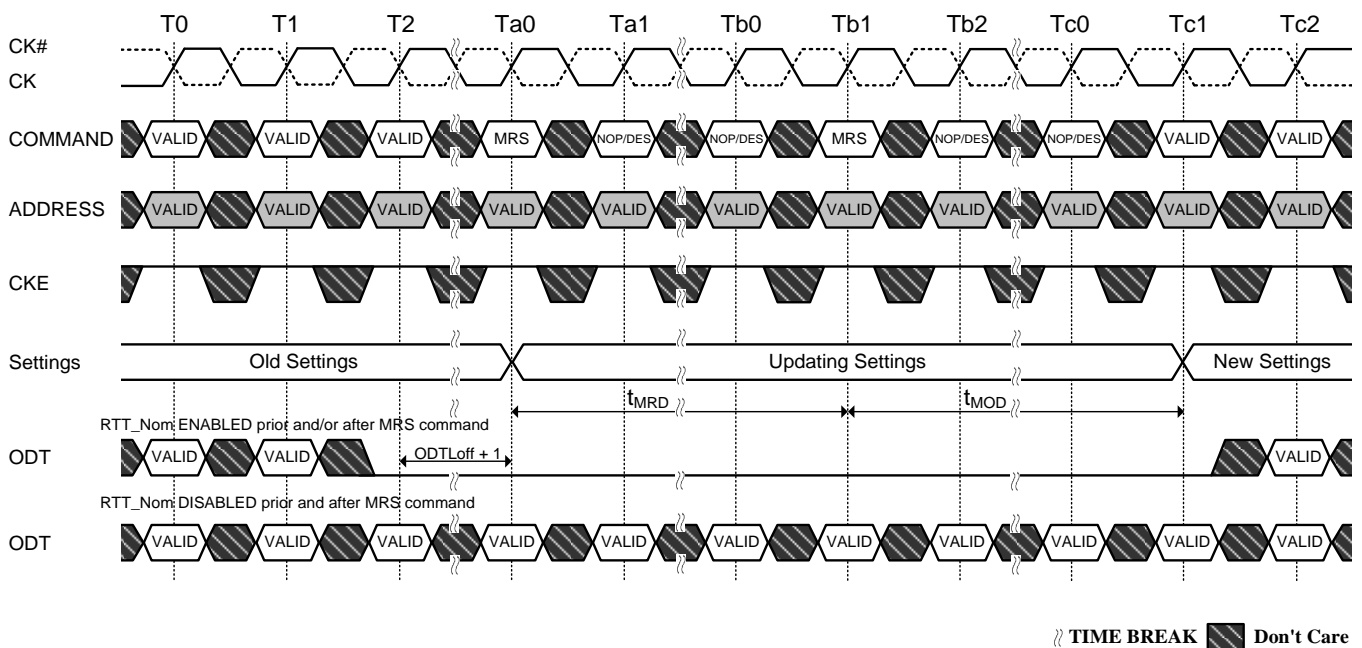 T0 T1 T2 Ta0 Ta1 Tb0 Tb1 Tb2 Tc0 Tc1 Tc2
CK#
CK
COMMAND VALID VALID VALID MRS NOP/DES NOP/DES MRS NOP/DES NOP/DES VALID VALID
ADDRESS VALID VALID VALID VALID VALID VALID VALID VALID VALID VALID VALID
CKE
Settings Old Settings Updating Settings New Settings
tMRD tMOD
RTT_Nom ENABLED prior and/or after MRS command
ODT VALID VALID ODTLoff + 1 VALID
RTT_Nom DISABLED prior and after MRS command
ODT VALID VALID VALID VALID VALID VALID VALID VALID VALID VALID VALID
TIME BREAK Don't Care